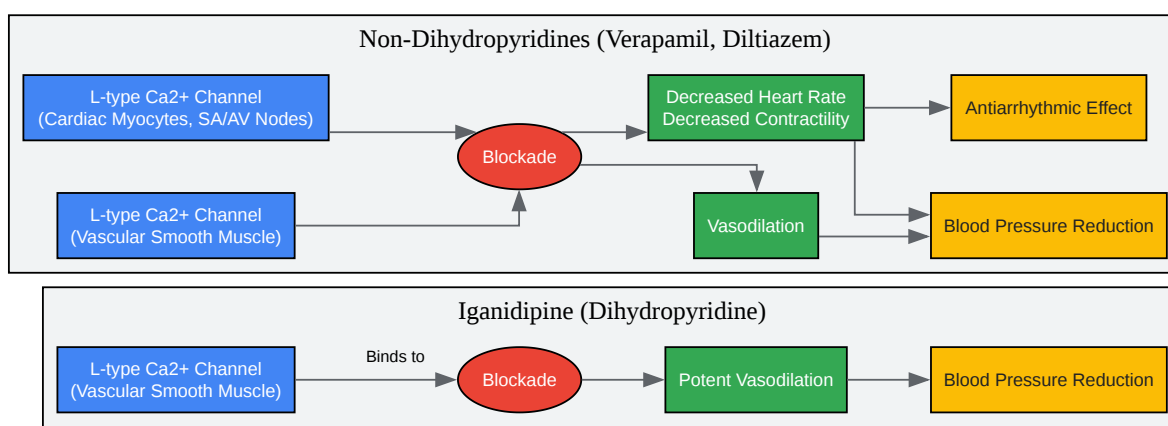 Non-Dihydropyridines (Verapamil, Diltiazem)
L-type Ca2+ Channel
(Cardiac Myocytes, SA/AV Nodes)
Decreased Heart Rate
Decreased Contractility
Antiarrhythmic Effect
Blockade
L-type Ca2+ Channel
(Vascular Smooth Muscle)
Vasodilation
Blood Pressure Reduction
Iganidipine (Dihydropyridine)
L-type Ca2+ Channel
(Vascular Smooth Muscle)
Binds to
Blockade
Potent Vasodilation
Blood Pressure Reduction